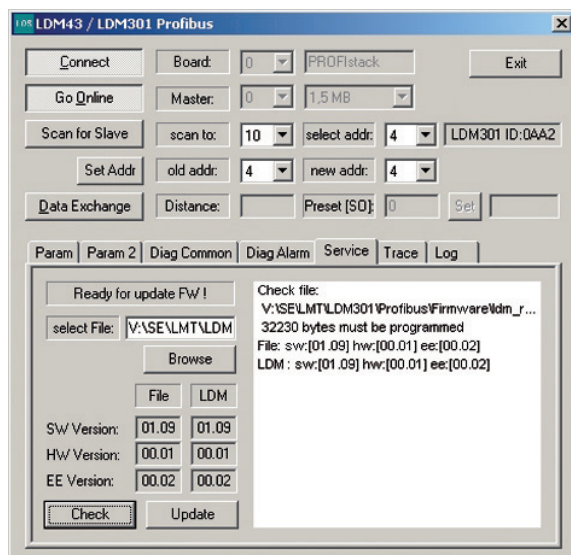 LDS LDM43 / LDM301 Profibus
Connect Board: 0 PROFIstack Exit
Go Online Master: 0 1,5 MB
Scan for Slave scan to: 10 select addr: 4 LDM301 ID:0AA2
Set Addr old addr: 4 new addr: 4
Data Exchange Distance: Preset [SO]: 0 Set
Param Param 2 Diag Common Diag Alarm Service Trace Log
Ready for update FW !
select File: V:\SE\LMT\LDM
Browse
File LDM
SW Version: 01.09 01.09
HW Version: 00.01 00.01
EE Version: 00.02 00.02
Check Update
Check file:
V:\SE\LMT\LDM301\Profibus\Firmware\ldm_r...
32230 bytes must be programmed
File: sw:[01.09] hw:[00.01] ee:[00.02]
LDM : sw:[01.09] hw:[00.01] ee:[00.02]